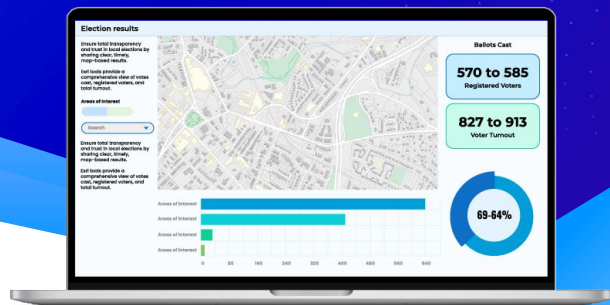 Election results
Ensure total transparency
and trust in local elections by
sharing clear, timely,
map-based results.
Esri tools provide a
comprehensive view of votes
cast, registered voters, and
total turnout.
Areas of Interest
Search
Ensure total transparency
and trust in local elections by
sharing clear, timely,
map-based results.
Esri tools provide a
comprehensive view of votes
cast, registered voters, and
total turnout.
Ballots Cast
570 to 585
Registered Voters
827 to 913
Voter Turnout
69-64%
Areas of Interest
Areas of Interest
Areas of Interest
Areas of Interest
0 80 160 240 320 400 480 560 640